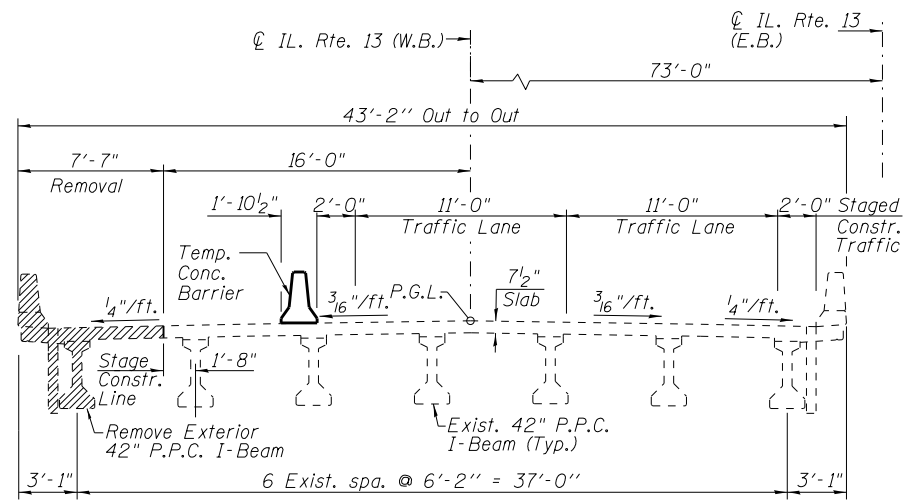 ℄ IL. Rte. 13 (W.B.)
℄ IL. Rte. 13
(E.B.)
73'-0"
43'-2" Out to Out
7'-7"
Removal
16'-0"
1'-10½"
2'-0"
11'-0"
Traffic Lane
11'-0"
Traffic Lane
2'-0" Staged
Constr.
Traffic
Temp.
Conc.
Barrier
¼"/ft.
3/16"/ft.
P.G.L.
7½"
Slab
3/16"/ft.
¼"/ft.
Stage
Constr.
Line
1'-8"
Remove Exterior
42" P.P.C. I-Beam
Exist. 42" P.P.C.
I-Beam (Typ.)
3'-1"
6 Exist. spa. @ 6'-2" = 37'-0"
3'-1"